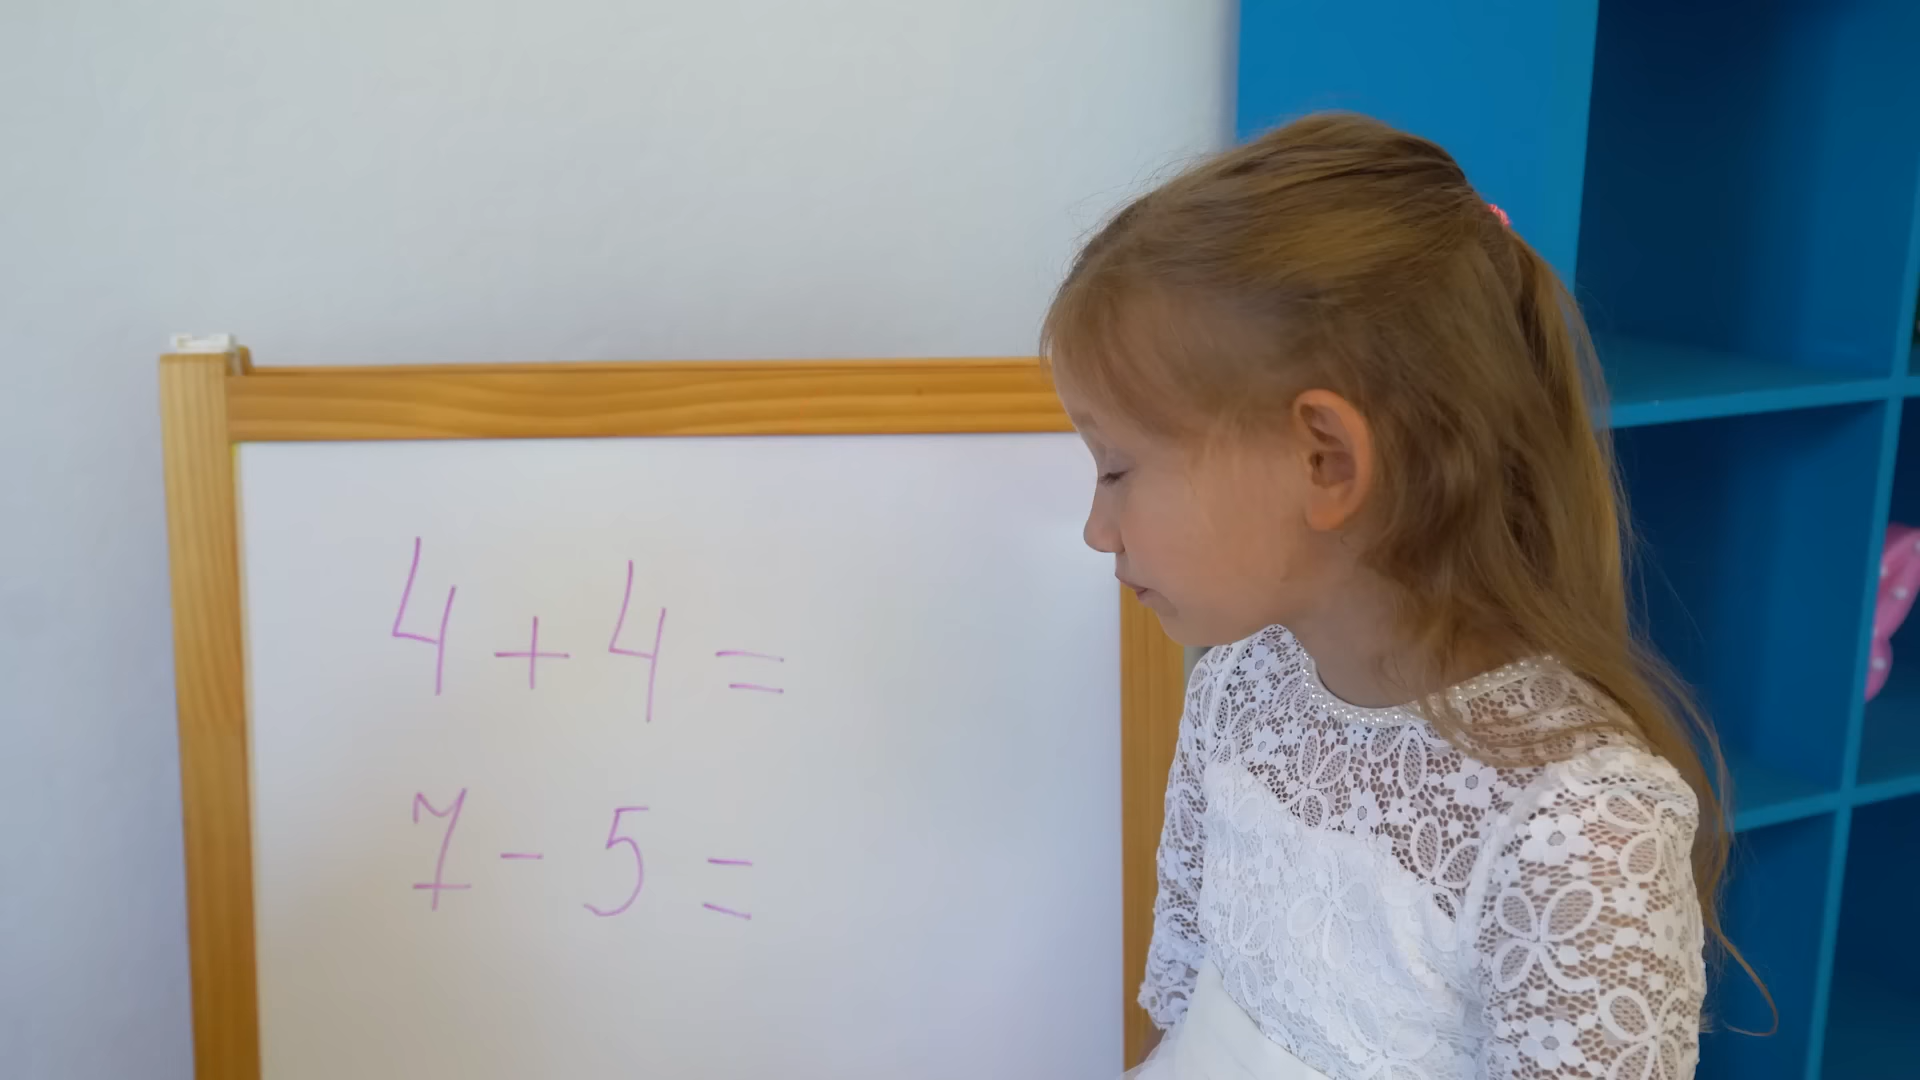 4 + 4 =
7 - 5 =